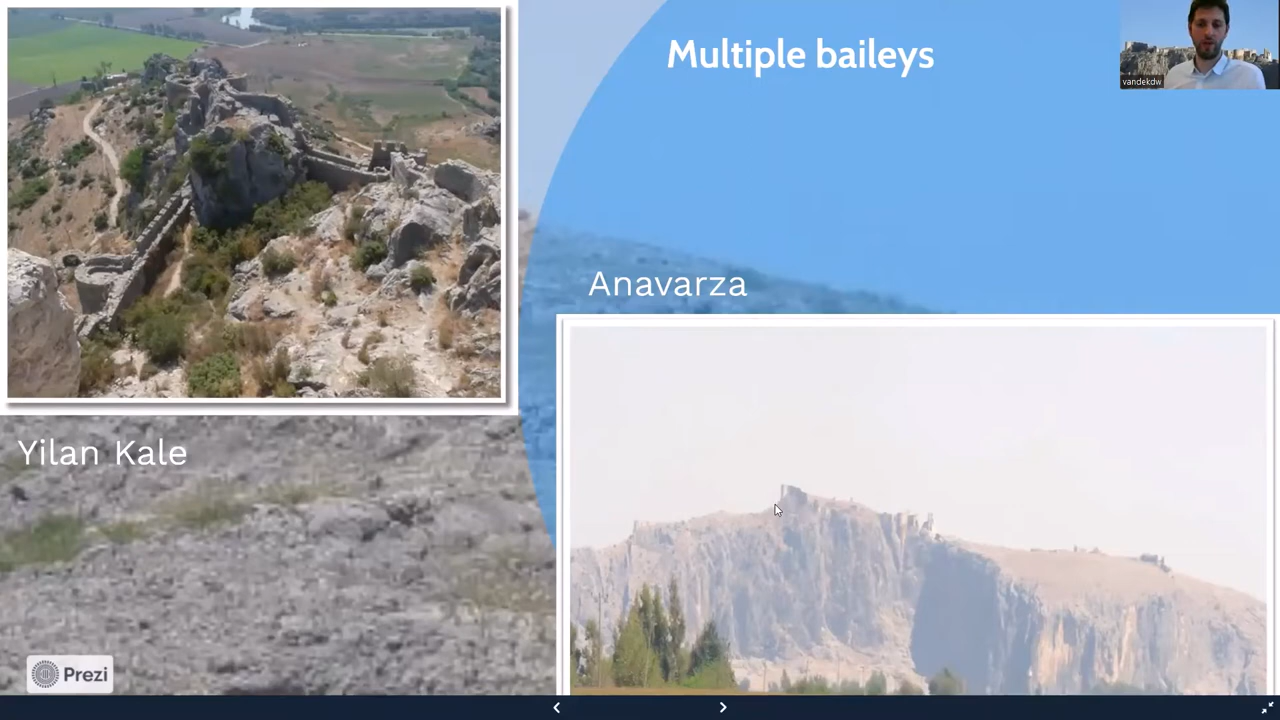 Multiple baileys
vandekdw
Anavarza
Yilan Kale
Prezi